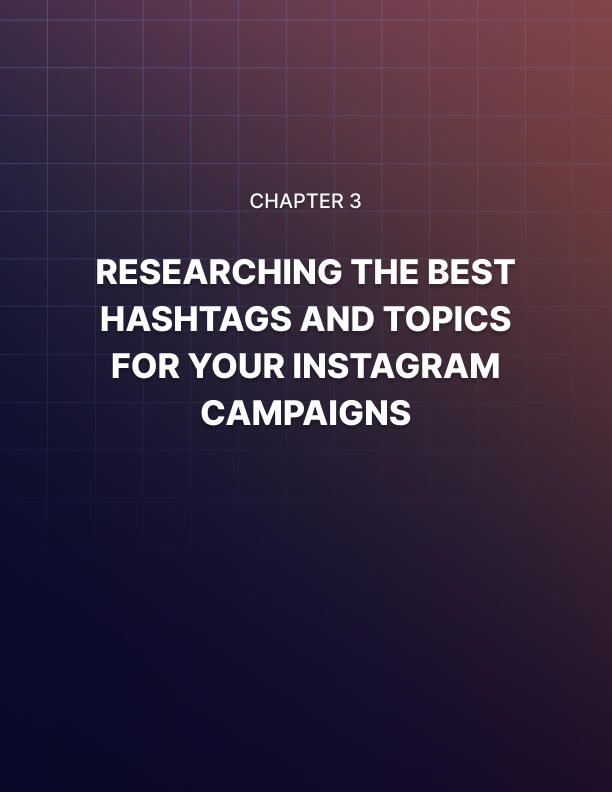 CHAPTER 3
RESEARCHING THE BEST
HASHTAGS AND TOPICS
FOR YOUR INSTAGRAM
CAMPAIGNS